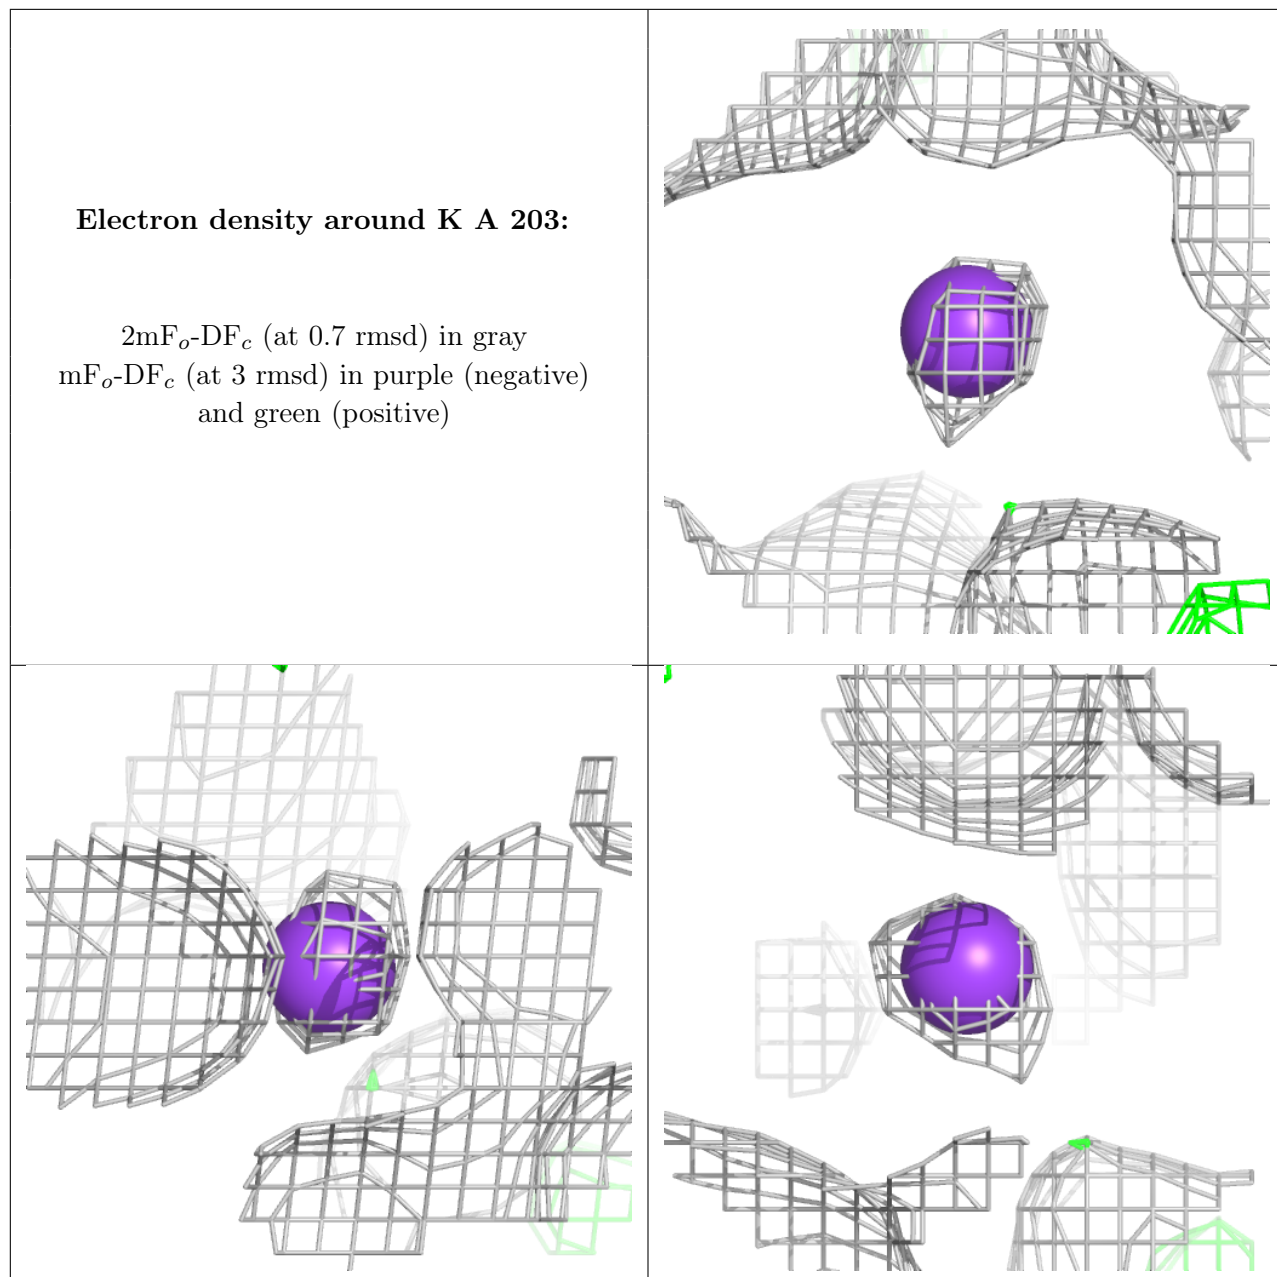 Electron density around K A 203:
2mFo-DFc (at 0.7 rmsd) in gray
mFo-DFc (at 3 rmsd) in purple (negative)
and green (positive)